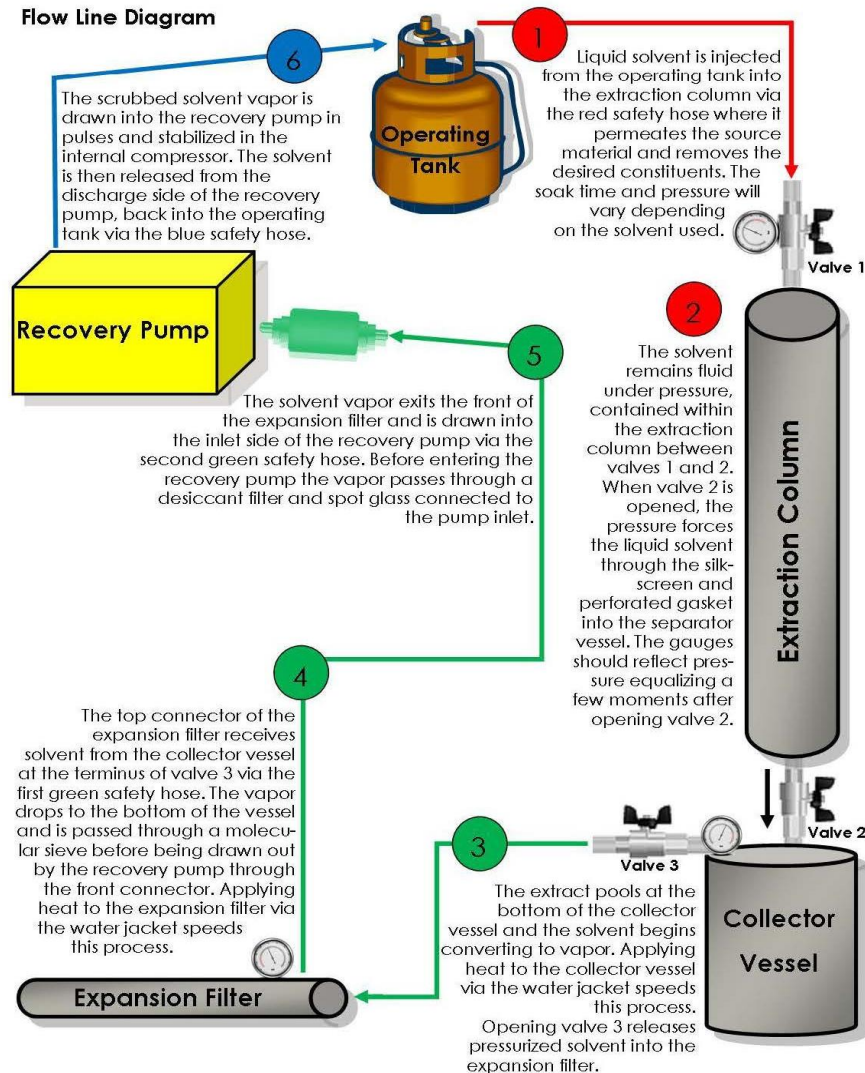 Flow Line Diagram
6
1
The scrubbed solvent vapor is
drawn into the recovery pump in
pulses and stabilized in the
internal compressor. The solvent
is then released from the
discharge side of the recovery
pump, back into the operating
tank via the blue safety hose.
Operating
Tank
Liquid solvent is injected
from the operating tank into
the extraction column via
the red safety hose where it
permeates the source
material and removes the
desired constituents. The
soak time and pressure will
vary depending
on the solvent used.
Valve 1
Recovery Pump
5
The solvent vapor exits the front of
the expansion filter and is drawn into
the inlet side of the recovery pump via the
second green safety hose. Before entering the
recovery pump the vapor passes through a
desiccant filter and spot glass connected to
the pump inlet.
2
The solvent
remains fluid
under pressure,
contained within
the extraction
column between
valves 1 and 2.
When valve 2 is
opened, the
pressure forces
the liquid solvent
through the silk-
screen and
perforated gasket
into the separator
vessel. The gauges
should reflect pres-
sure equalizing a
few moments after
opening valve 2.
Extraction Column
4
The top connector of the
expansion filter receives
solvent from the collector vessel
at the terminus of valve 3 via the
first green safety hose. The vapor
drops to the bottom of the vessel
and is passed through a molecu-
lar sieve before being drawn out
by the recovery pump through
the front connector. Applying
heat to the expansion filter via
the water jacket speeds
this process.
Expansion Filter
3
Valve 3
Valve 2
The extract pools at the
bottom of the collector
vessel and the solvent begins
converting to vapor. Applying
heat to the collector vessel
via the water jacket speeds
this process.
Opening valve 3 releases
pressurized solvent into the
expansion filter.
Collector
Vessel